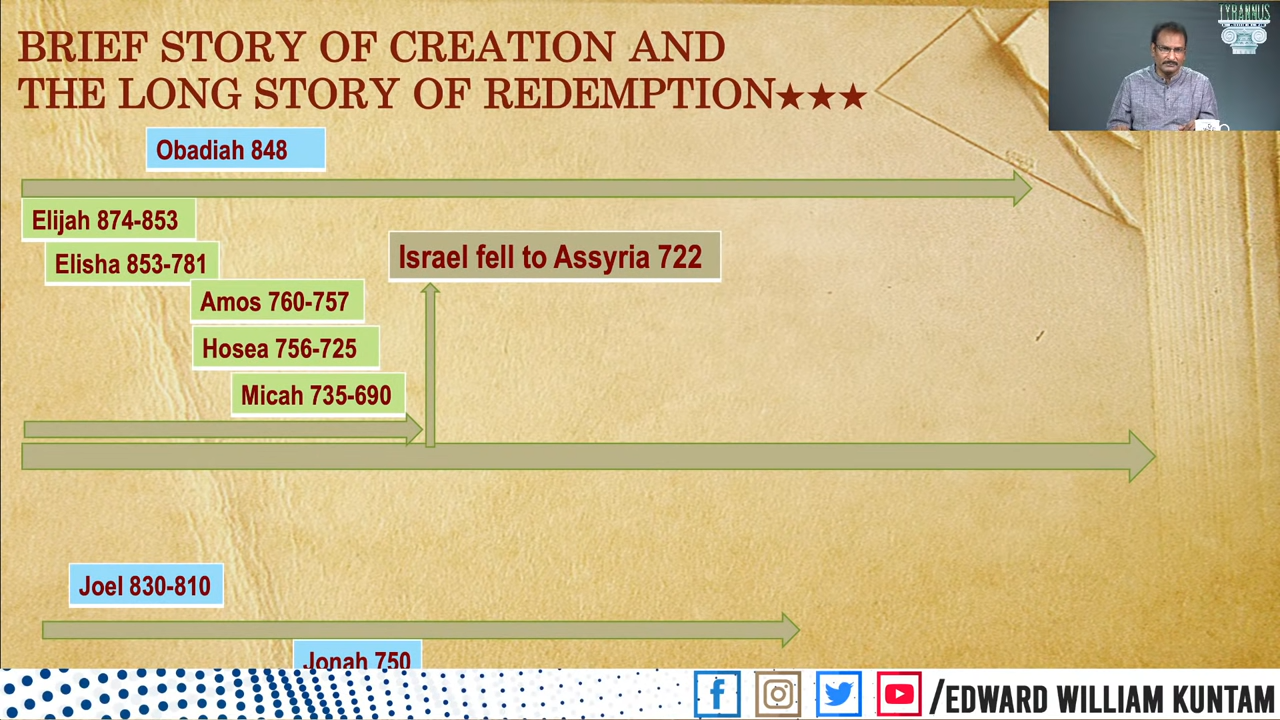 BRIEF STORY OF CREATION AND
THE LONG STORY OF REDEMPTION★★★
TYRANNUS
Obadiah 848
Elijah 874-853
Elisha 853-781
Israel fell to Assyria 722
Amos 760-757
Hosea 756-725
Micah 735-690
Joel 830-810
Jonah 750
/EDWARD WILLIAM KUNTAM